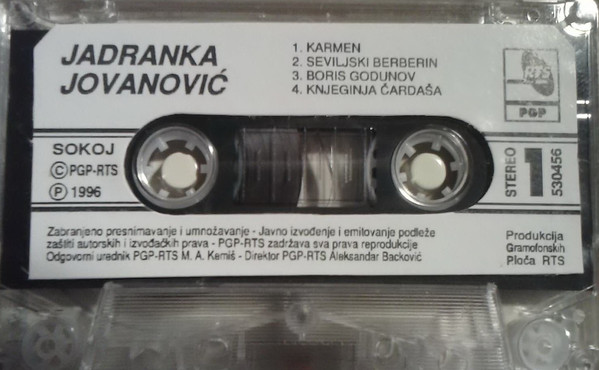 JADRANKA
JOVANOVIĆ
1. KARMEN
2. SEVILJSKI BERBERIN
3. BORIS GODUNOV
4. KNJEGINJA ČARDAŠA
RTS
PGP
SOKOJ
Ⓒ PGP-RTS
Ⓟ 1996
STEREO
1
530456
Zabranjeno presnimavanje i umnožavanje - Javno izvođenje i emitovanje podleže
zaštiti autorskih i izvođačkih prava - PGP-RTS zadržava sva prava reprodukcije
Odgovorni urednik PGP-RTS M. A. Kemiš - Direktor PGP-RTS Aleksandar Backović
Produkcija
Gramofonskih
Ploča RTS